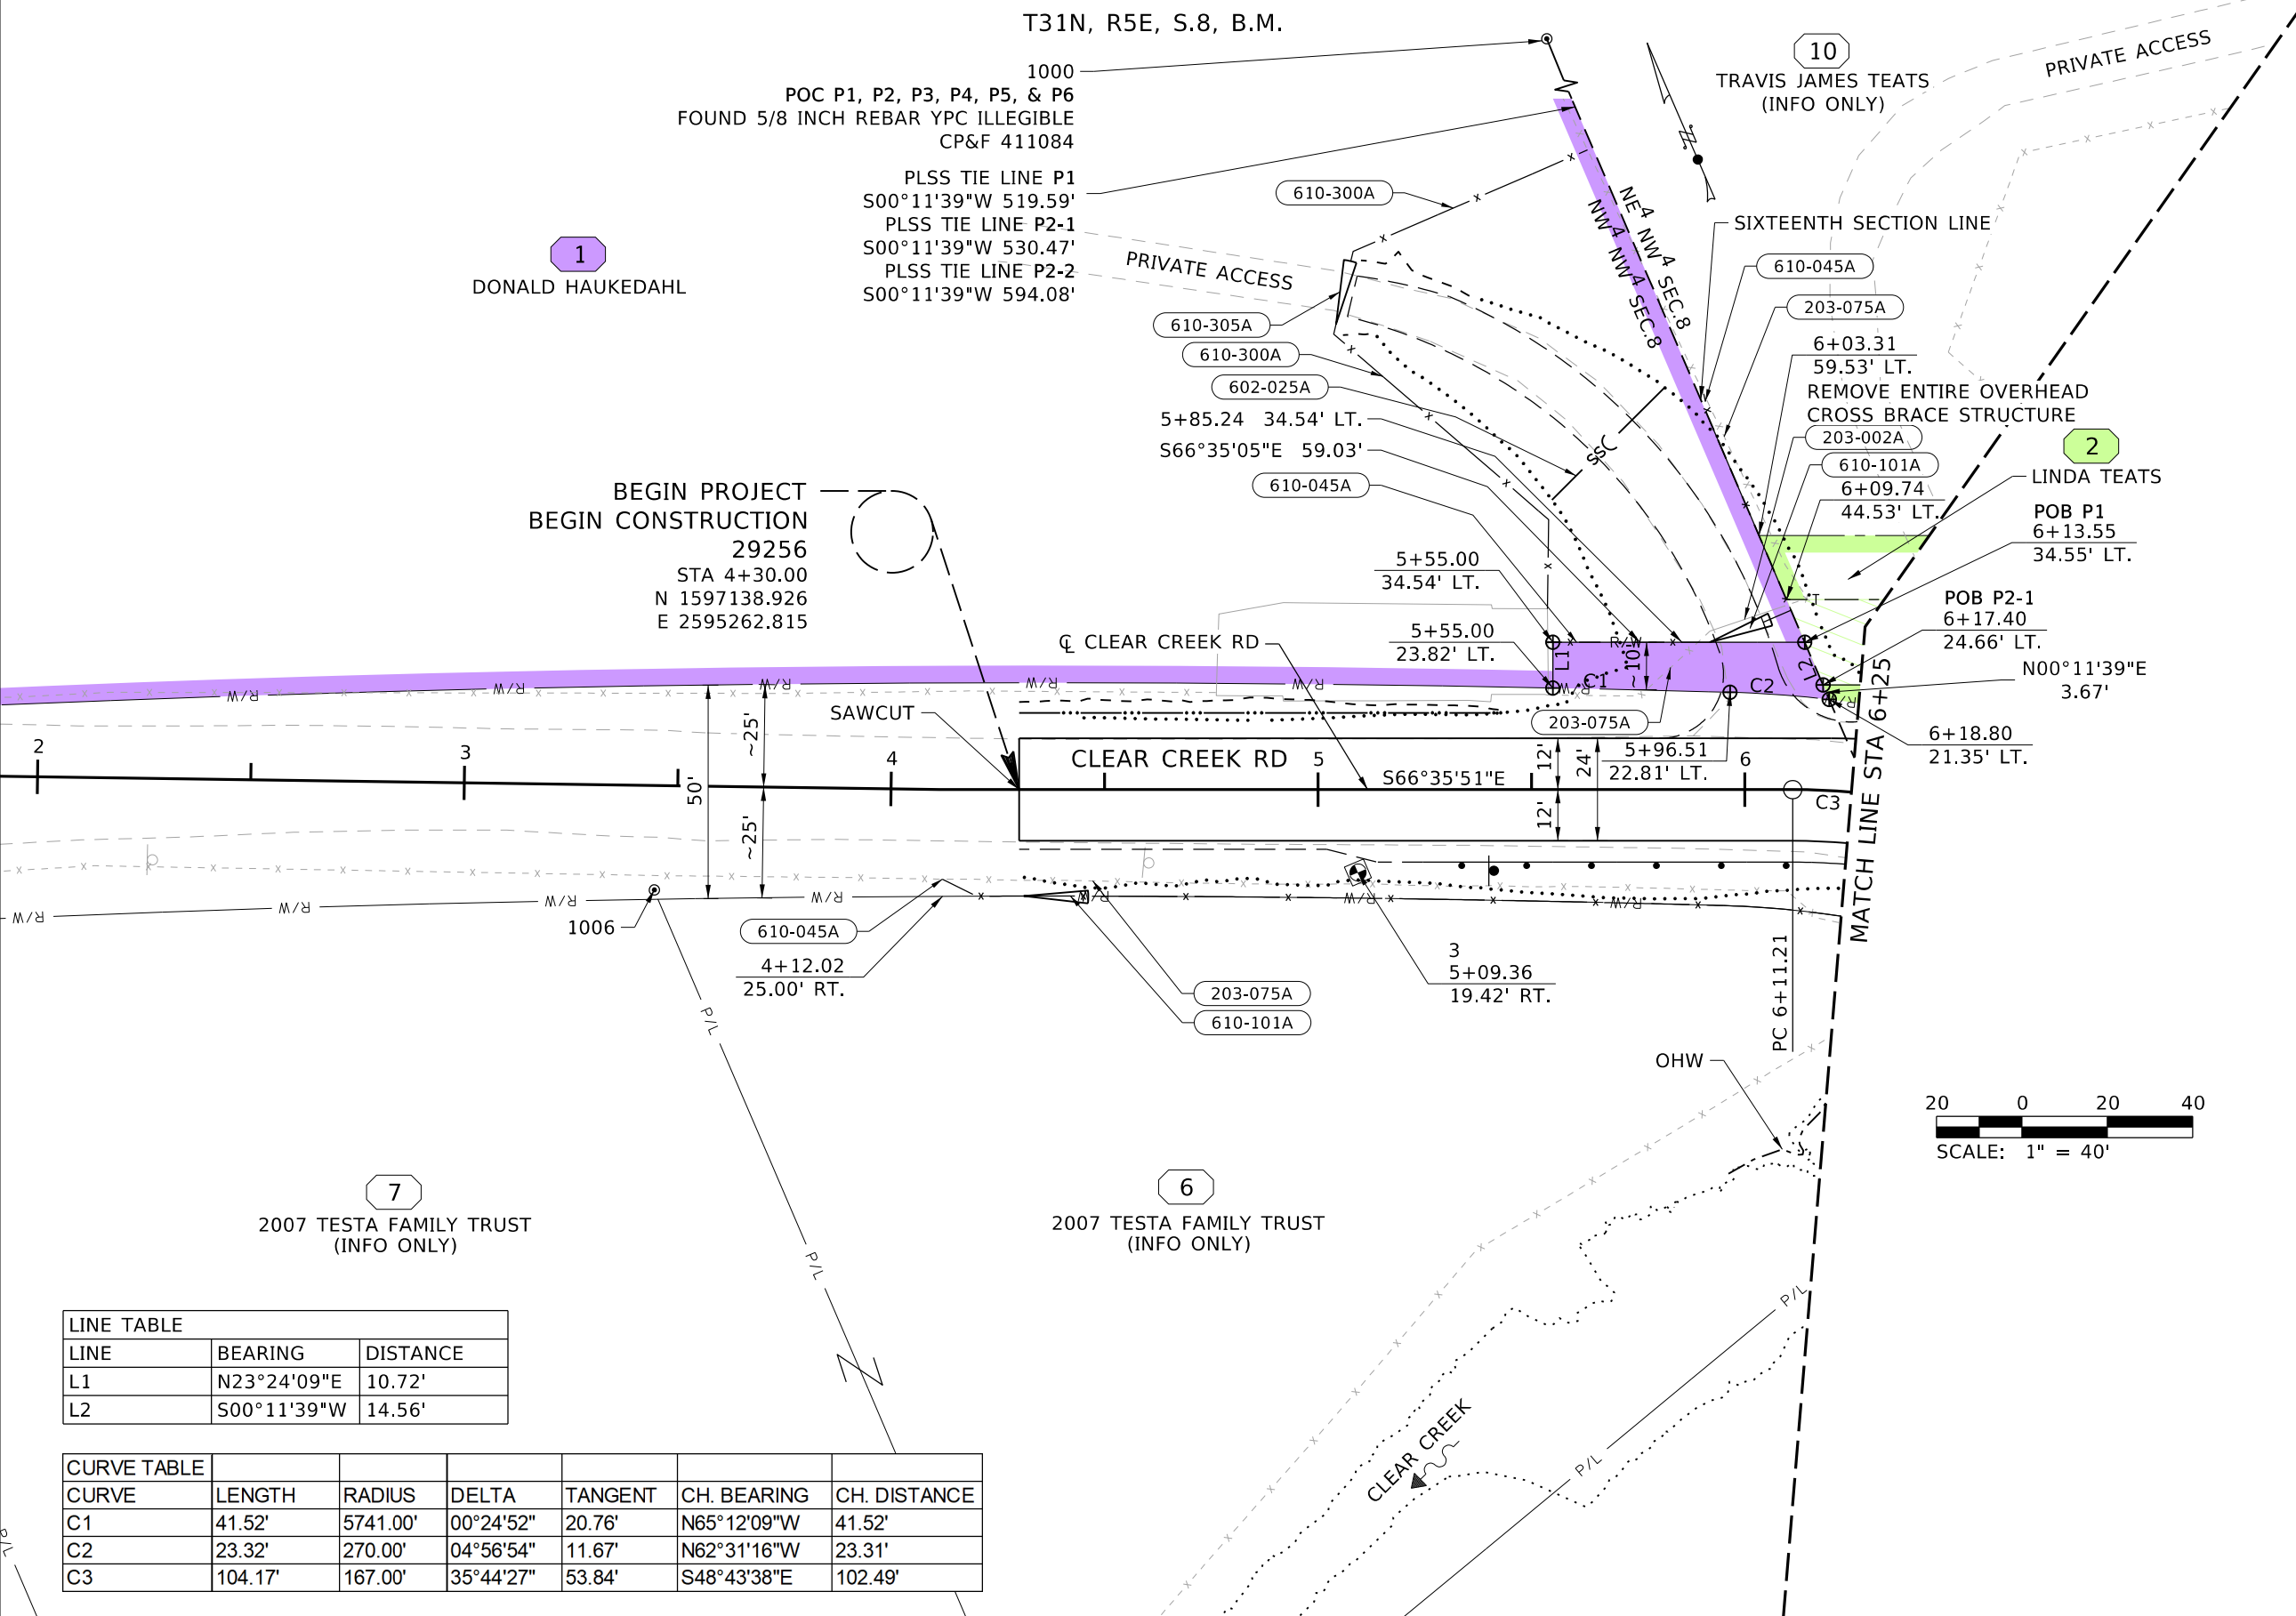 T31N, R5E, S.8, B.M.
1000
POC P1, P2, P3, P4, P5, & P6
FOUND 5/8 INCH REBAR YPC ILLEGIBLE
CP&F 411084
PLSS TIE LINE P1
S00°11'39"W 519.59'
PLSS TIE LINE P2-1
S00°11'39"W 530.47'
PLSS TIE LINE P2-2
S00°11'39"W 594.08'
1
DONALD HAUKEDAHL
10
TRAVIS JAMES TEATS
(INFO ONLY)
PRIVATE ACCESS
PRIVATE ACCESS
610-300A
NE4 NW4 SEC.8
NW4 NW4 SEC.8
SIXTEENTH SECTION LINE
610-045A
203-075A
6+03.31
59.53' LT.
REMOVE ENTIRE OVERHEAD
CROSS BRACE STRUCTURE
203-002A
610-101A
6+09.74
44.53' LT.
2
LINDA TEATS
POB P1
6+13.55
34.55' LT.
POB P2-1
6+17.40
24.66' LT.
N00°11'39"E
3.67'
6+18.80
21.35' LT.
610-305A
610-300A
602-025A
5+85.24 34.54' LT.
S66°35'05"E 59.03'
610-045A
SSC
5+55.00
34.54' LT.
5+55.00
23.82' LT.
BEGIN PROJECT
BEGIN CONSTRUCTION
29256
STA 4+30.00
N 1597138.926
E 2595262.815
℄ CLEAR CREEK RD
SAWCUT
L1
C1
~10'
C2
L2
T
R/W
R/W
R/W
R/W
R/W
R/W
R/W
R/W
203-075A
5+96.51
22.81' LT.
CLEAR CREEK RD
S66°35'51"E
2
3
4
5
6
C3
50'
~25'
~25'
12'
12'
24'
MATCH LINE STA 6+25
PC 6+11.21
R/W
R/W
R/W
R/W
R/W
R/W
R/W
1006
610-045A
4+12.02
25.00' RT.
203-075A
610-101A
3
5+09.36
19.42' RT.
P/L
P/L
P/L
P/L
P/L
OHW
20 0 20 40
SCALE: 1" = 40'
7
2007 TESTA FAMILY TRUST
(INFO ONLY)
6
2007 TESTA FAMILY TRUST
(INFO ONLY)
CLEAR CREEK
LINE TABLE
LINE BEARING DISTANCE
L1 N23°24'09"E 10.72'
L2 S00°11'39"W 14.56'
CURVE TABLE
CURVE LENGTH RADIUS DELTA TANGENT CH. BEARING CH. DISTANCE
C1 41.52' 5741.00' 00°24'52" 20.76' N65°12'09"W 41.52'
C2 23.32' 270.00' 04°56'54" 11.67' N62°31'16"W 23.31'
C3 104.17' 167.00' 35°44'27" 53.84' S48°43'38"E 102.49'